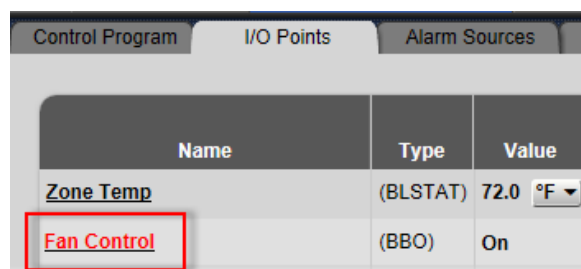 Control Program I/O Points Alarm Sources
Name Type Value
Zone Temp (BLSTAT) 72.0 °F
Fan Control (BBO) On